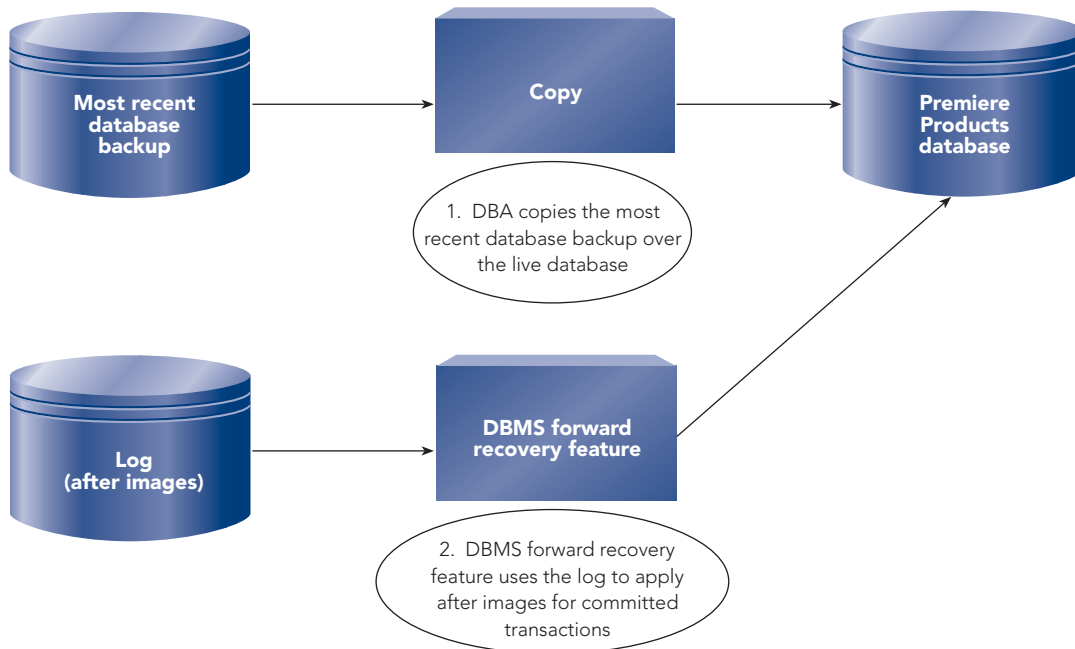 Most recent
database
backup
Copy
Premiere
Products
database
1. DBA copies the most
recent database backup over
the live database
Log
(after images)
DBMS forward
recovery feature
2. DBMS forward recovery
feature uses the log to apply
after images for committed
transactions